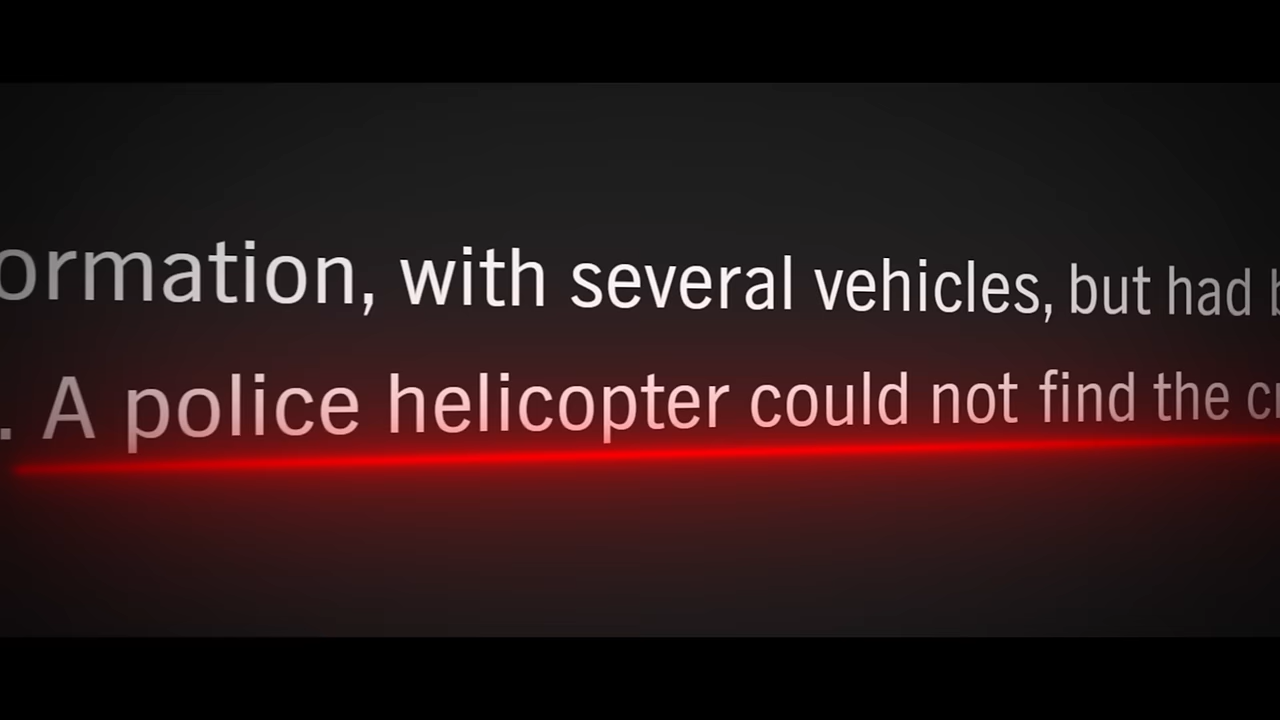 ormation, with several vehicles, but had b
. A police helicopter could not find the c